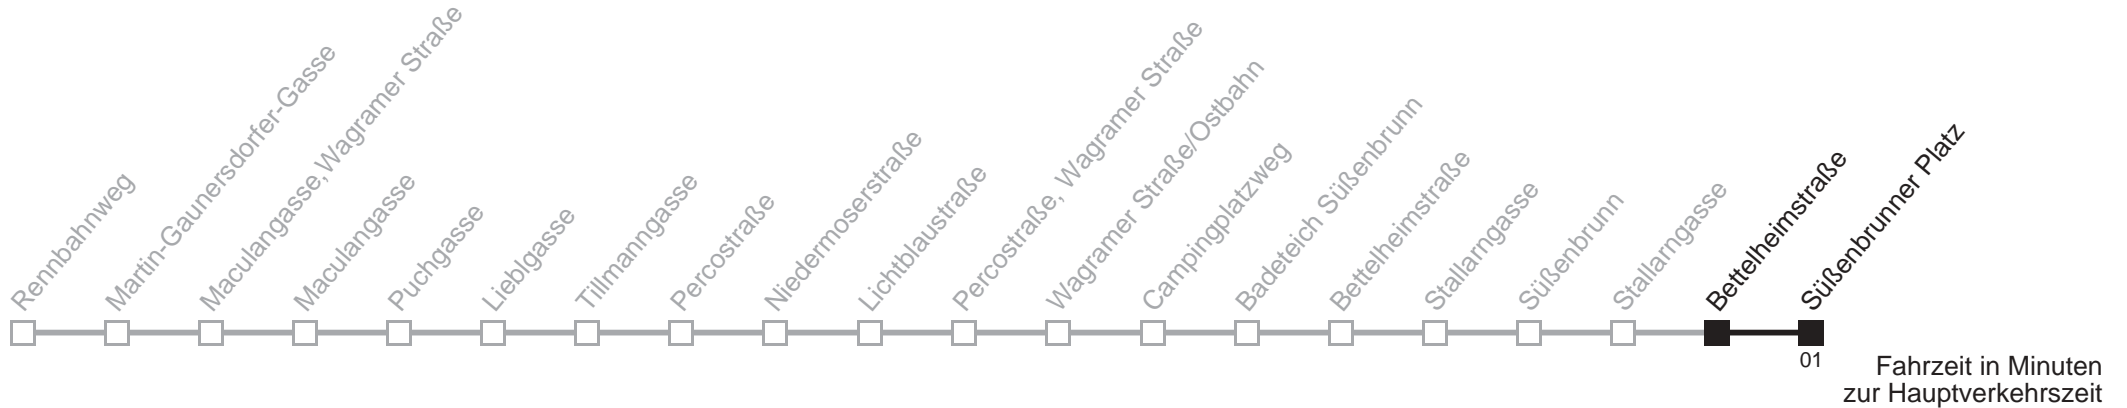 Rennbahnweg
Martin-Gaunersdorfer-Gasse
Maculangasse, Wagramer Straße
Maculangasse
Puchgasse
Lieblgasse
Tillmanngasse
Percostraße
Niedermoserstraße
Lichtblaustraße
Percostraße, Wagramer Straße
Wagramer Straße/Ostbahn
Campingplatzweg
Badeteich Süßenbrunn
Bettelheimstraße
Stallarngasse
Süßenbrunn
Stallarngasse
Bettelheimstraße
Süßenbrunner Platz
01
Fahrzeit in Minuten
zur Hauptverkehrszeit